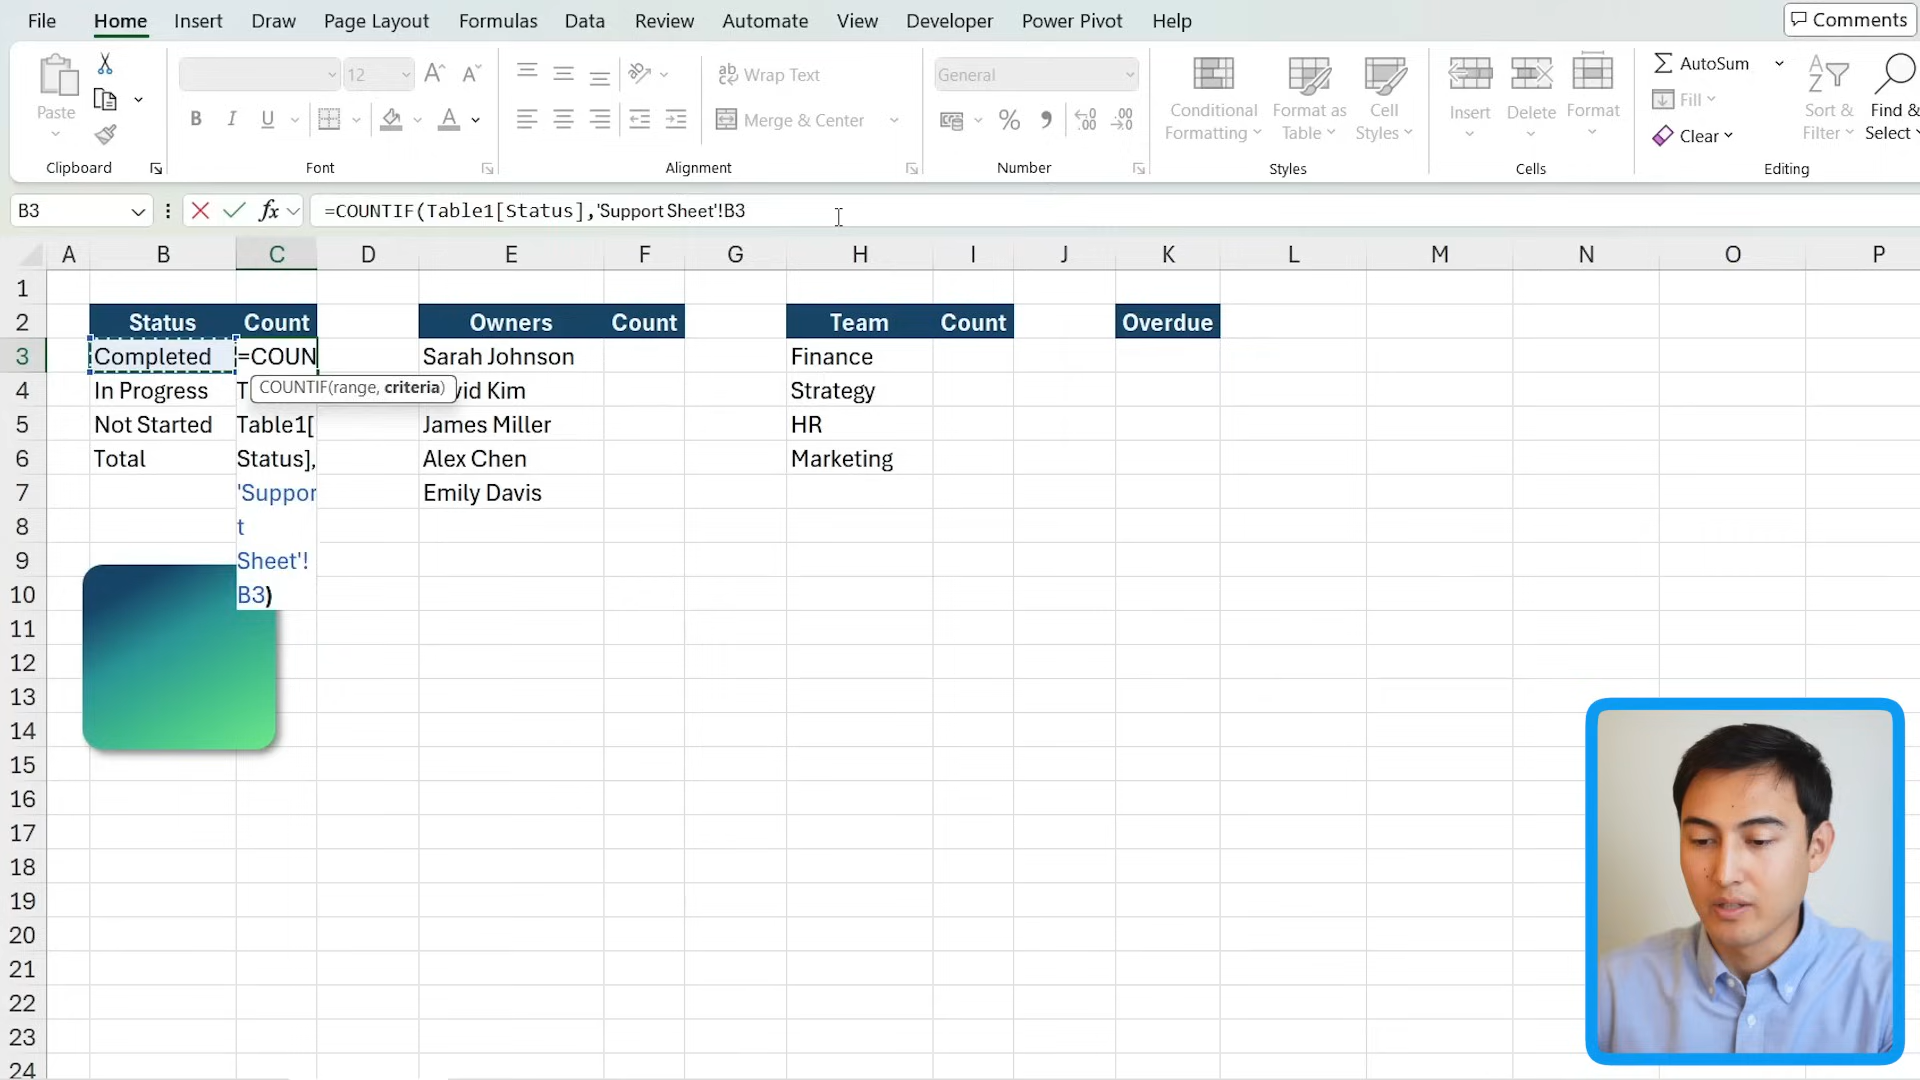 File Home Insert Draw Page Layout Formulas Data Review Automate View Developer Power Pivot Help Comments
Paste 12 Wrap Text General Conditional Formatting Format as Table Cell Styles Insert Delete Format AutoSum Fill Clear Sort & Filter Find & Select
B I U A Merge & Center
Clipboard Font Alignment Number Styles Cells Editing
B3 fx =COUNTIF(Table1[Status],'Support Sheet'!B3
A B C D E F G H I J K L M N O P
1
2 Status Count Owners Count Team Count Overdue
3 Completed =COUN Sarah Johnson Finance
COUNTIF(range, criteria)
4 In Progress T vid Kim Strategy
5 Not Started Table1[ James Miller HR
6 Total Status], Alex Chen Marketing
7 'Suppor Emily Davis
8 t
9 Sheet'!
10 B3)
11
12
13
14
15
16
17
18
19
20
21
22
23
24